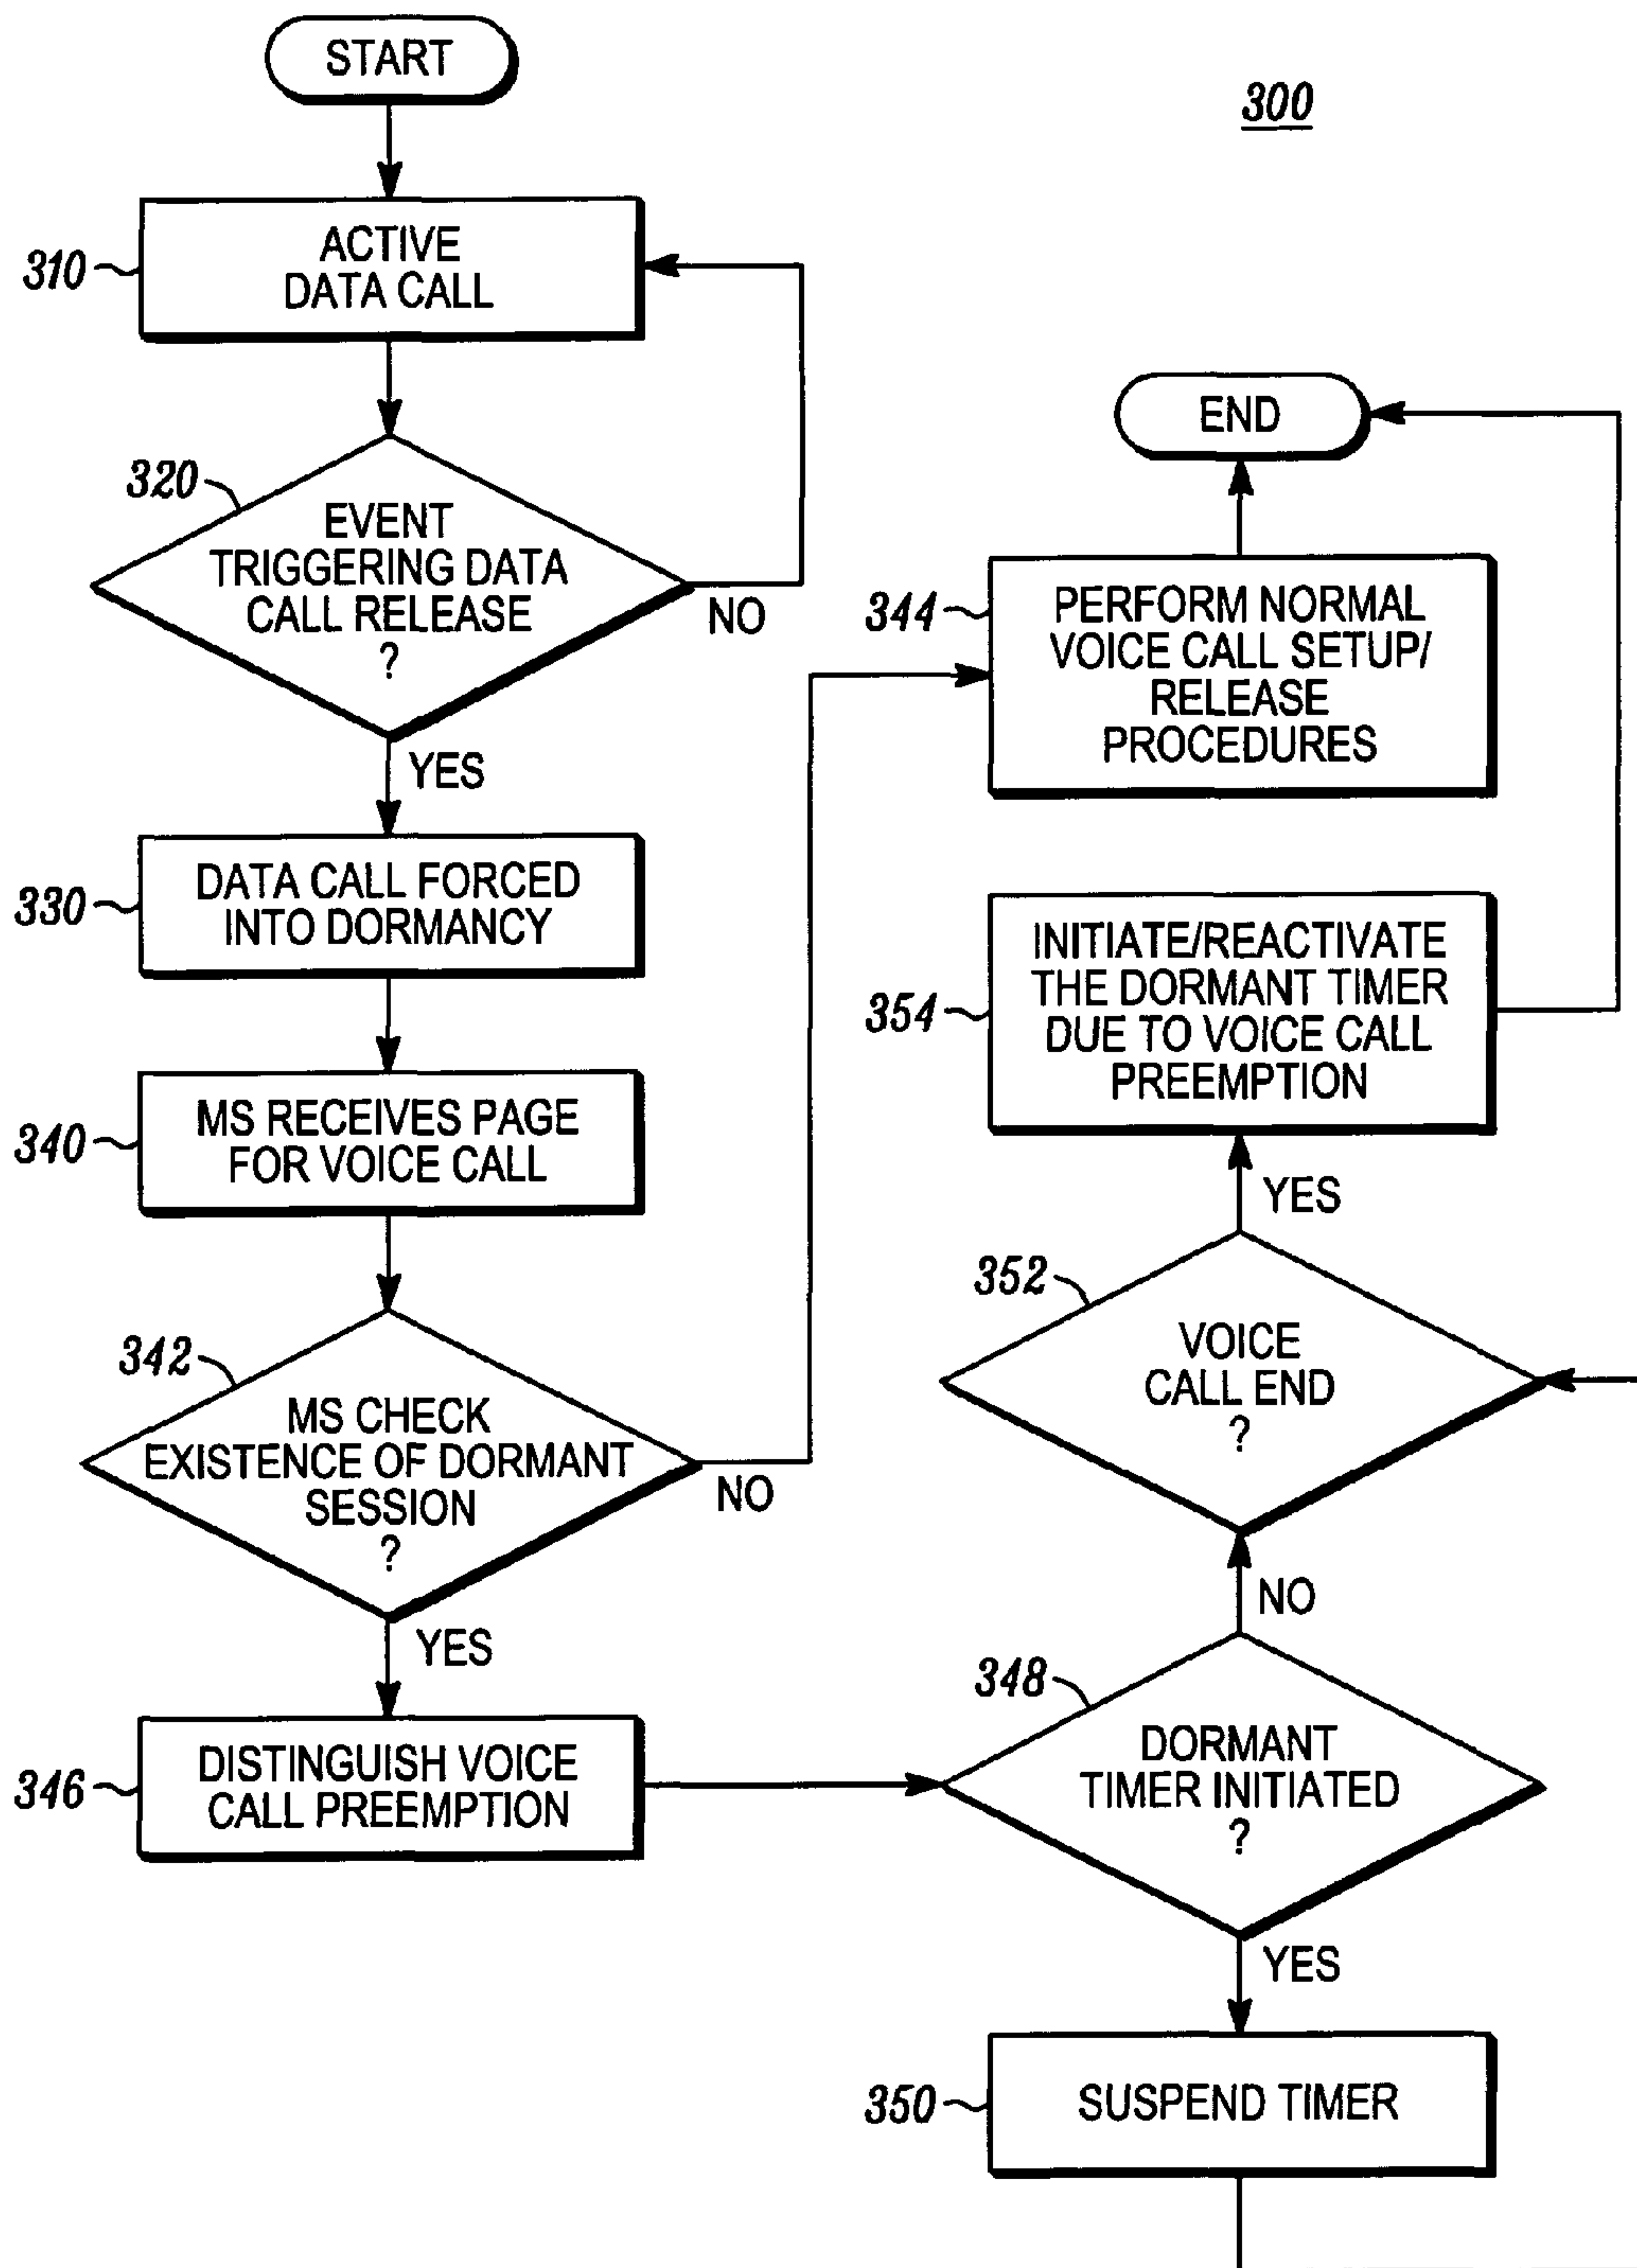 START
300
310
ACTIVE
DATA CALL
320
EVENT
TRIGGERING DATA
CALL RELEASE
?
NO
YES
330
DATA CALL FORCED
INTO DORMANCY
340
MS RECEIVES PAGE
FOR VOICE CALL
342
MS CHECK
EXISTENCE OF DORMANT
SESSION
?
NO
YES
346
DISTINGUISH VOICE
CALL PREEMPTION
END
344
PERFORM NORMAL
VOICE CALL SETUP/
RELEASE
PROCEDURES
354
INITIATE/REACTIVATE
THE DORMANT TIMER
DUE TO VOICE CALL
PREEMPTION
YES
352
VOICE
CALL END
?
NO
348
DORMANT
TIMER INITIATED
?
YES
350
SUSPEND TIMER